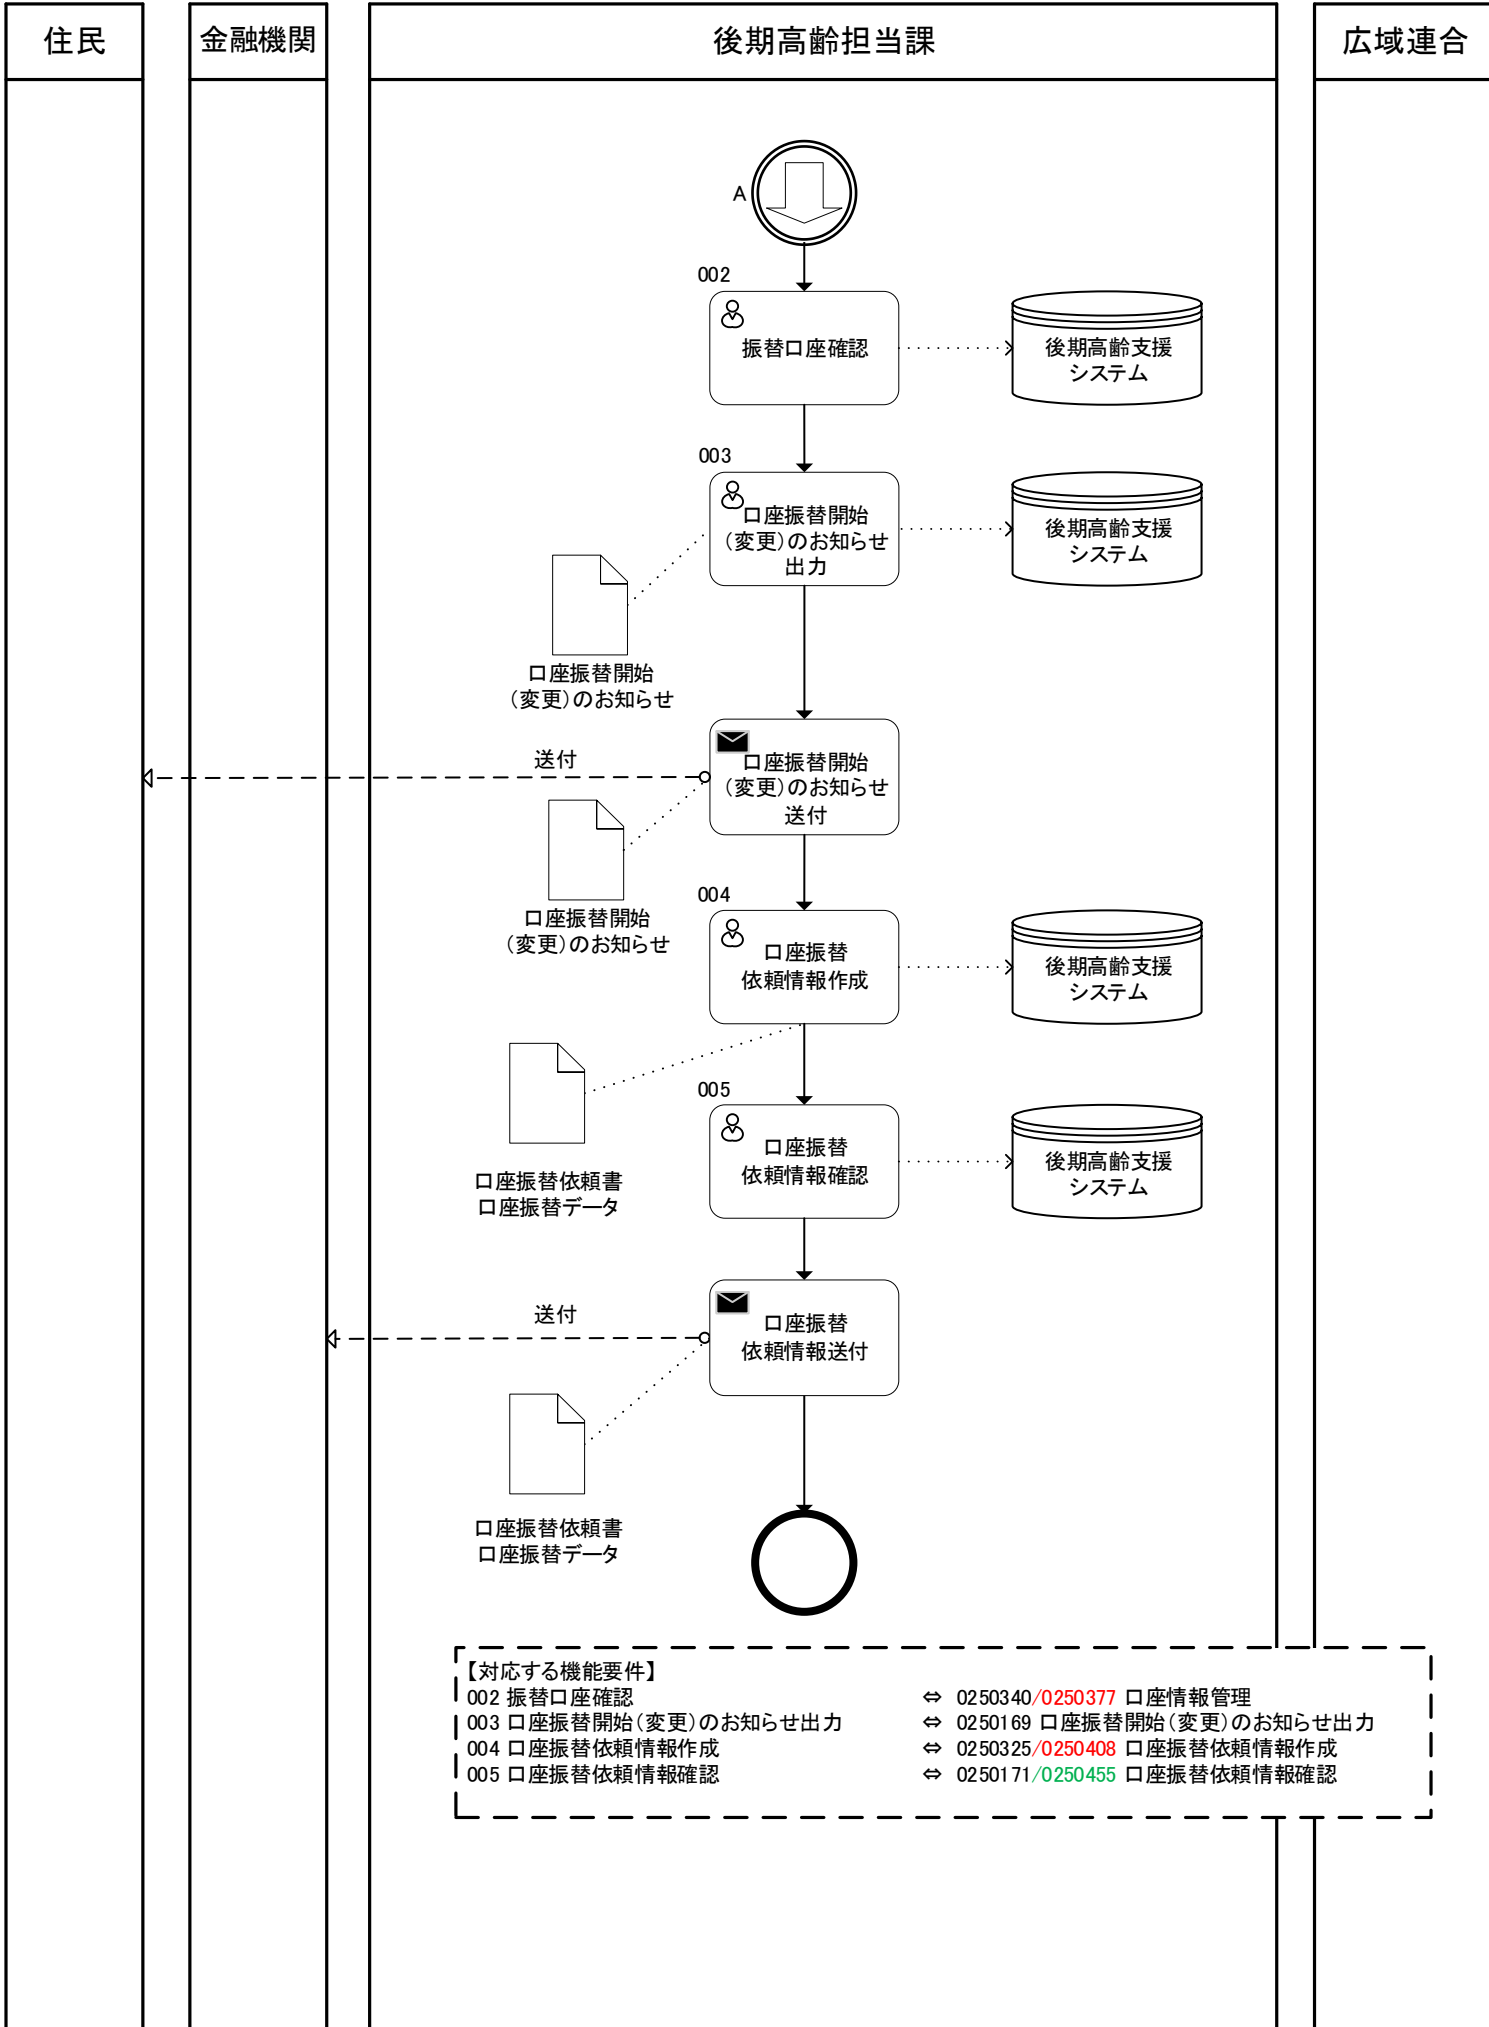 住民
金融機関
後期高齢担当課
広域連合
A
002
振替口座確認
後期高齢支援
システム
003
口座振替開始
（変更）のお知らせ
出力
後期高齢支援
システム
口座振替開始
（変更）のお知らせ
送付
口座振替開始
（変更）のお知らせ
送付
口座振替開始
（変更）のお知らせ
004
口座振替
依頼情報作成
後期高齢支援
システム
005
口座振替
依頼情報確認
後期高齢支援
システム
口座振替依頼書
口座振替データ
送付
口座振替
依頼情報送付
口座振替依頼書
口座振替データ
【対応する機能要件】
002 振替口座確認 ⇔ 0250340/0250377 口座情報管理
003 口座振替開始（変更）のお知らせ出力 ⇔ 0250169 口座振替開始（変更）のお知らせ出力
004 口座振替依頼情報作成 ⇔ 0250325/0250408 口座振替依頼情報作成
005 口座振替依頼情報確認 ⇔ 0250171/0250455 口座振替依頼情報確認